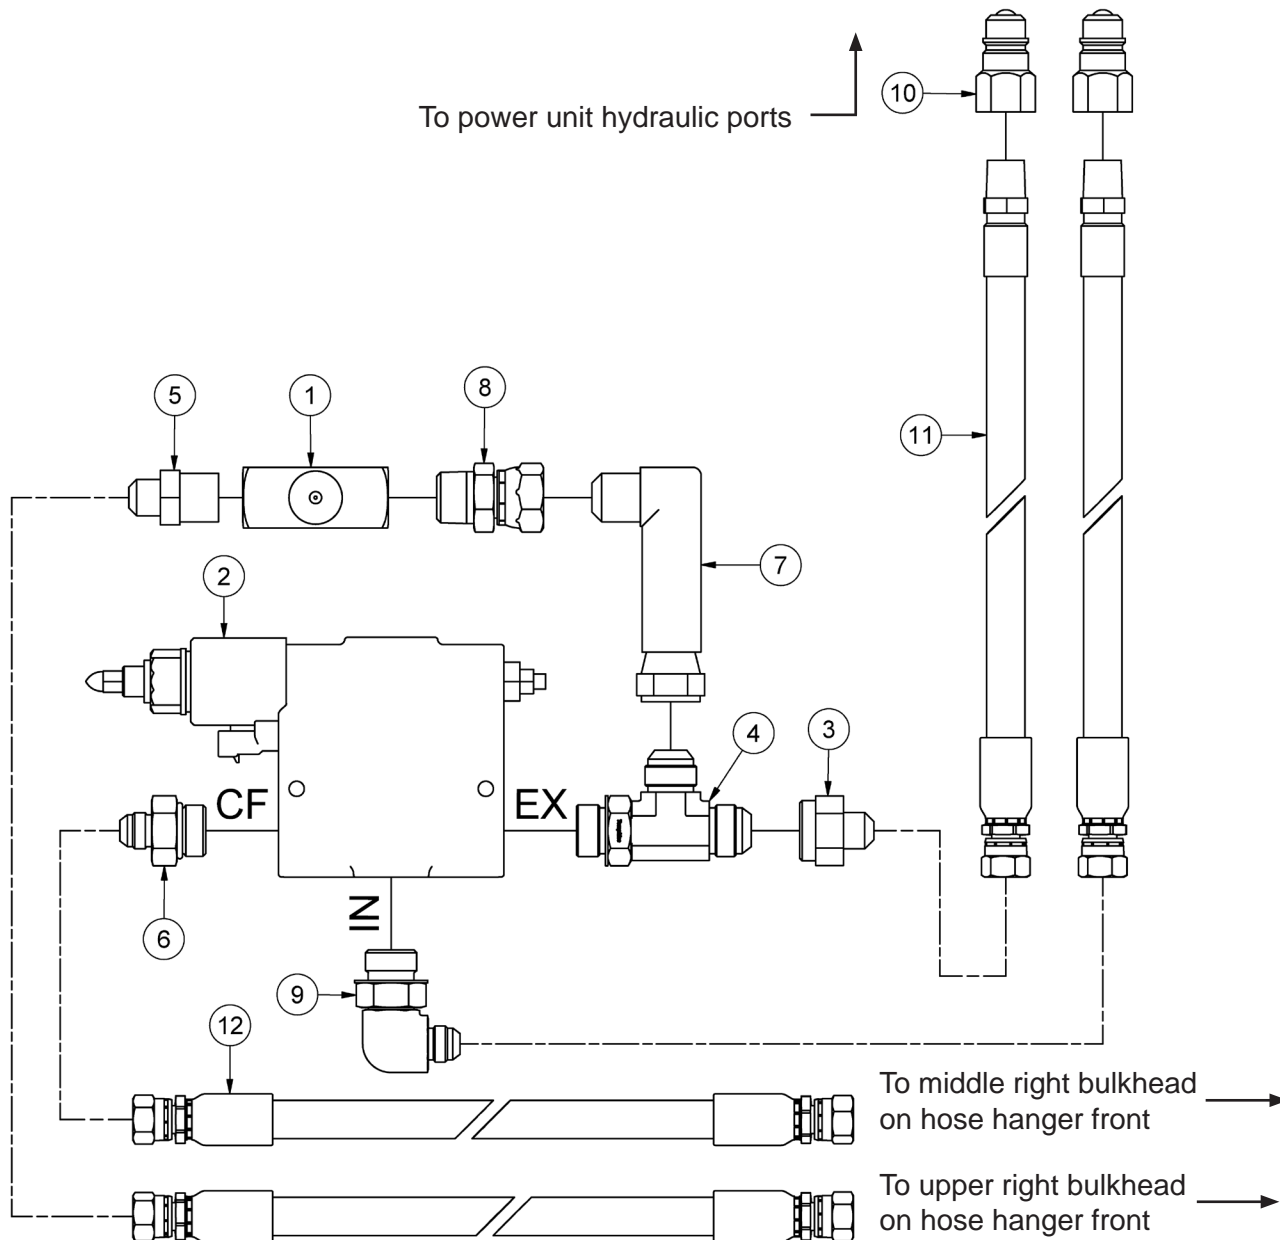 10
To power unit hydraulic ports
5
1
8
11
2
7
4
3
CF
EX
6
IN
9
12
To middle right bulkhead
on hose hanger front
To upper right bulkhead
on hose hanger front